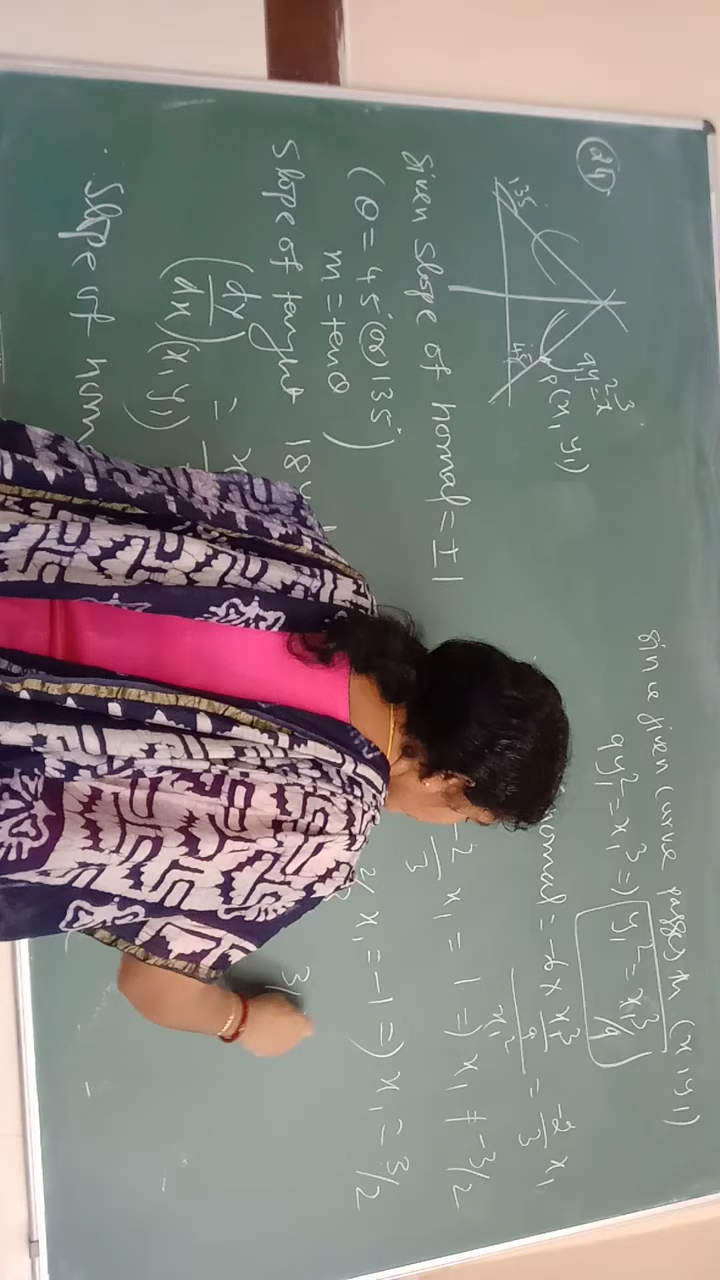 24
135°
45°
9y²=x³
P(x₁ y₁)
Given slope of normal = ±1
(θ = 45° (or) 135°)
m = tan θ
Slope of tangent 18y
(dy/dx)(x₁ y₁) =
∴ Slope of norm
Since given curve passes th (x₁ y₁)
9y₁² = x₁³ ⇒ y₁² = x₁³/9
normal = -6 × x₁³/9 / x₁² = -2/3 x₁
-2/3 x₁ = 1 ⇒ x₁ ≠ -3/2
x₁ = -1 ⇒ x₁ = 3/2
3/